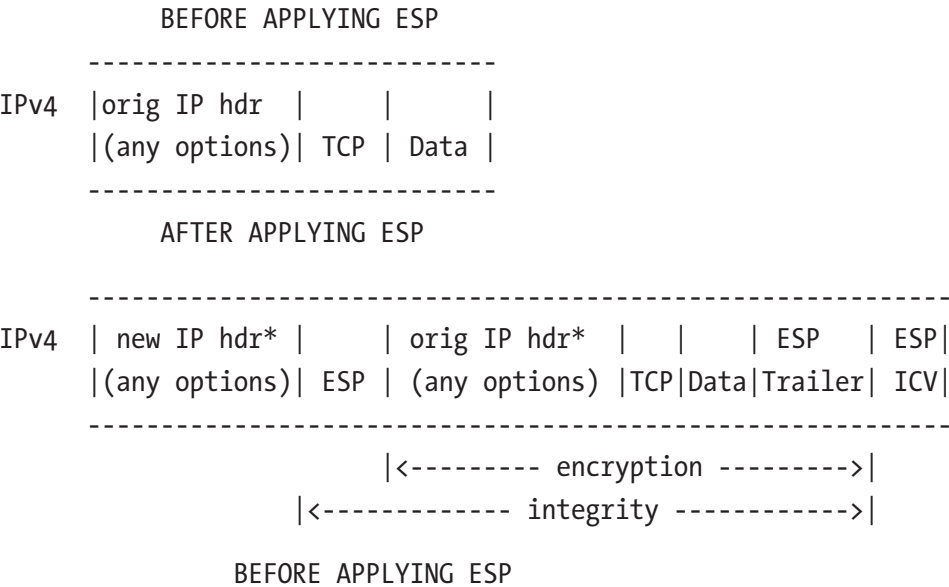 BEFORE APPLYING ESP
----------------------------
IPv4  |orig IP hdr  |     |      |
      |(any options)| TCP | Data |
----------------------------
AFTER APPLYING ESP
-----------------------------------------------------------
IPv4  | new IP hdr* |     | orig IP hdr*  |   |    | ESP   | ESP|
      |(any options)| ESP | (any options) |TCP|Data|Trailer| ICV|
-----------------------------------------------------------
|<--------- encryption --------->|
|<------------- integrity ------------>|
BEFORE APPLYING ESP